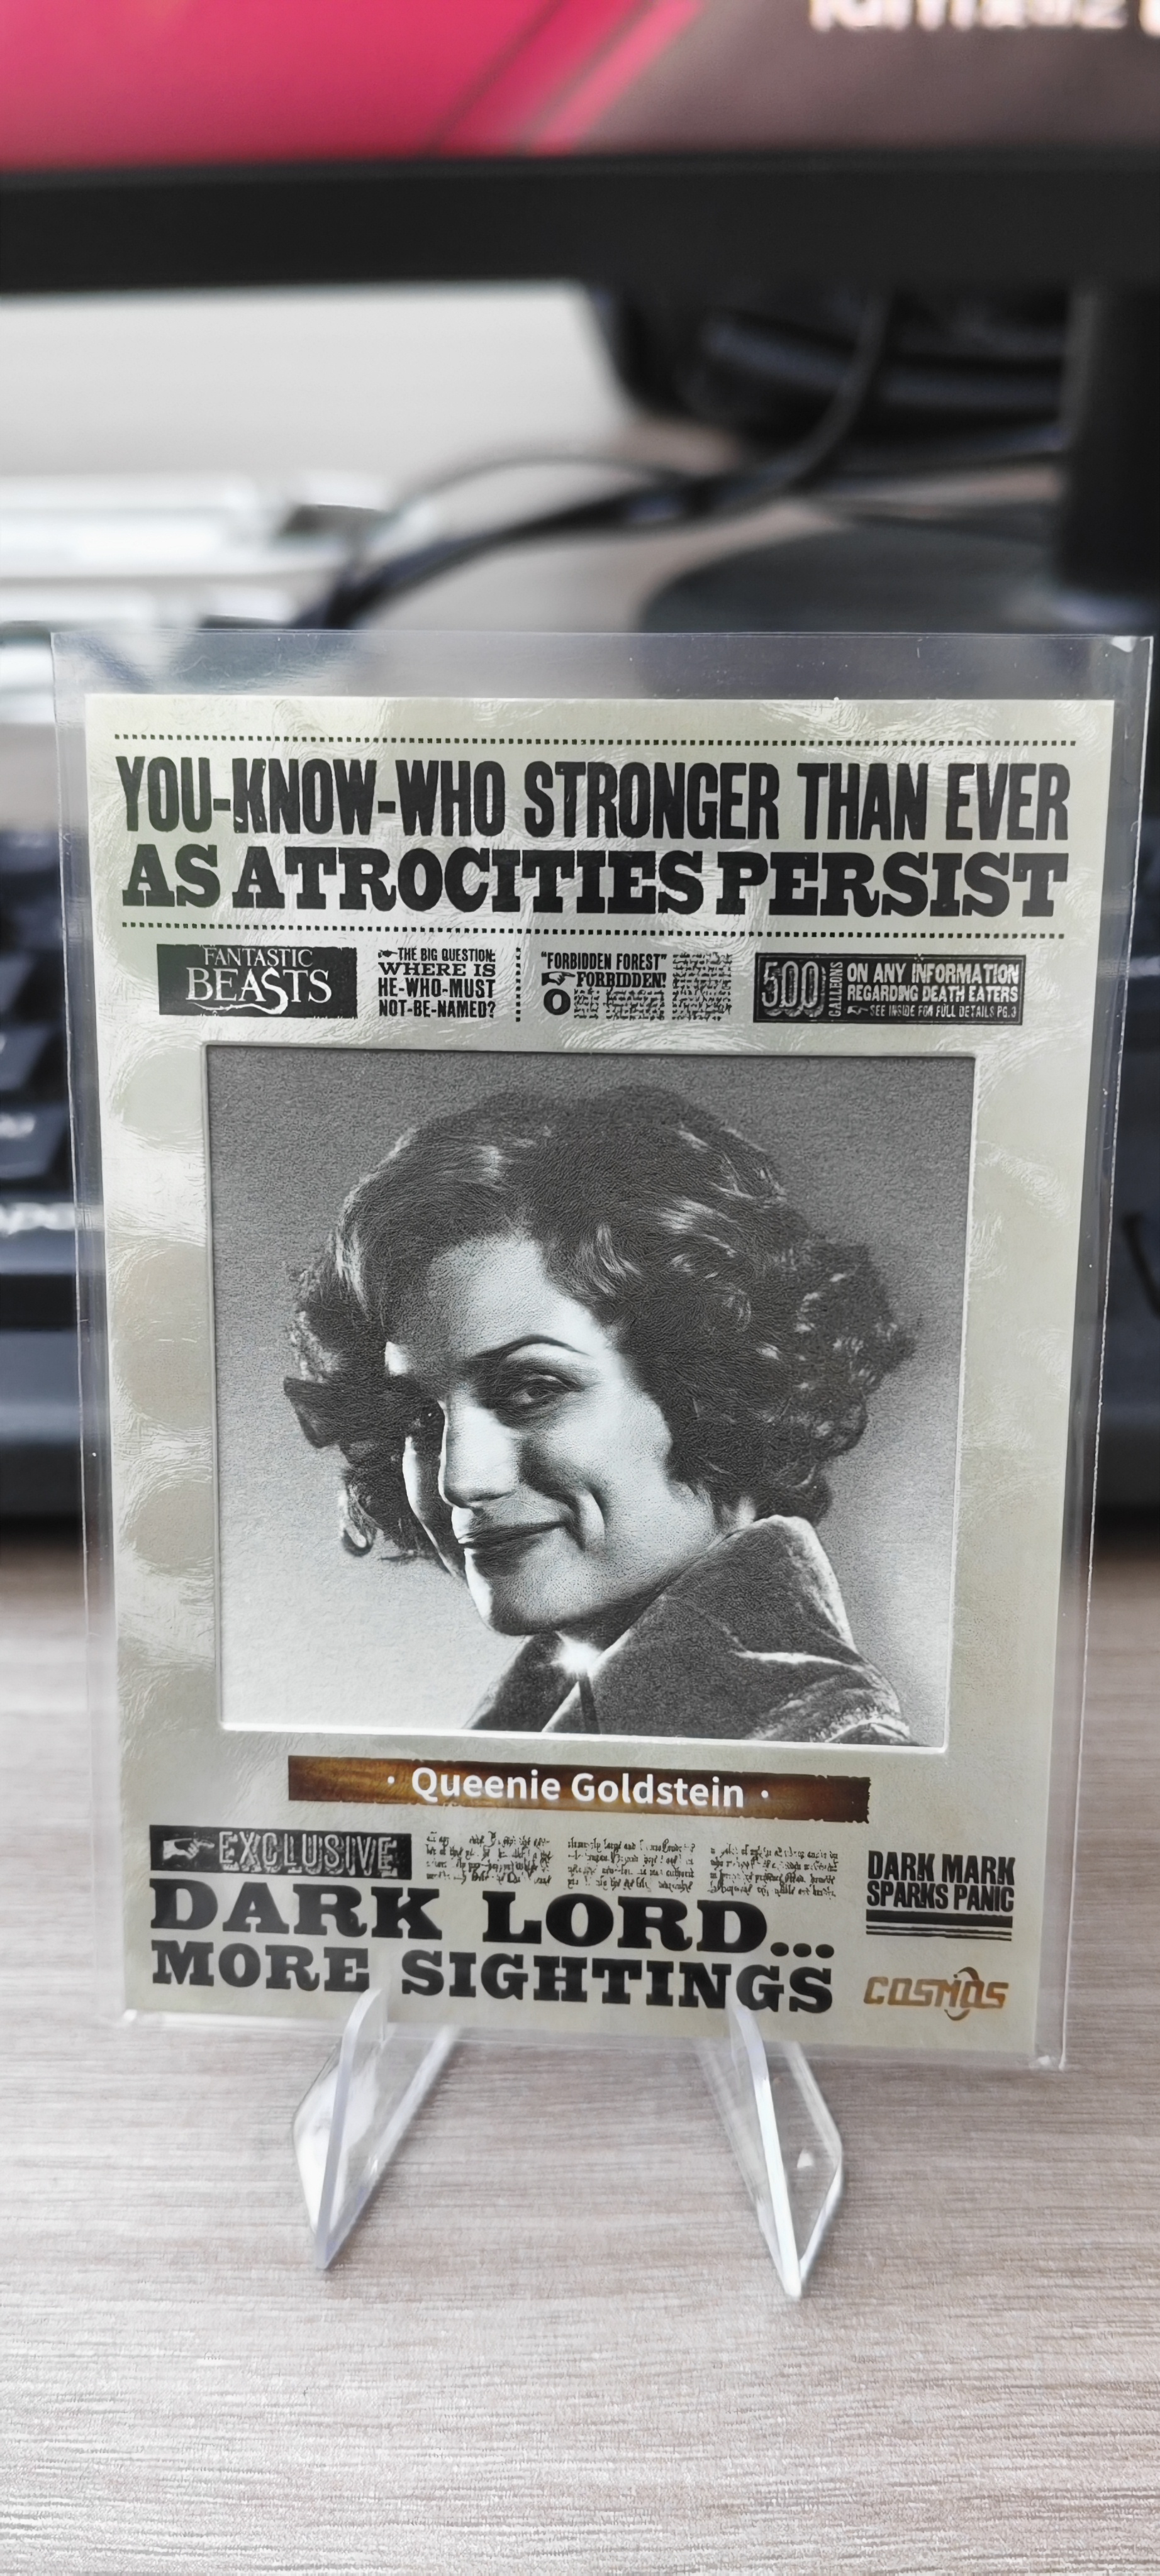 YOU-KNOW-WHO STRONGER THAN EVER
AS ATROCITIES PERSIST
FANTASTIC
BEASTS
THE BIG QUESTION:
WHERE IS
HE-WHO-MUST
NOT-BE-NAMED?
"FORBIDDEN FOREST"
FORBIDDEN!
500
GALLEONS
ON ANY INFORMATION
REGARDING DEATH EATERS
SEE INSIDE FOR FULL DETAILS PG.3
· Queenie Goldstein ·
EXCLUSIVE
DARK LORD...
MORE SIGHTINGS
DARK MARK
SPARKS PANIC
COSMOS